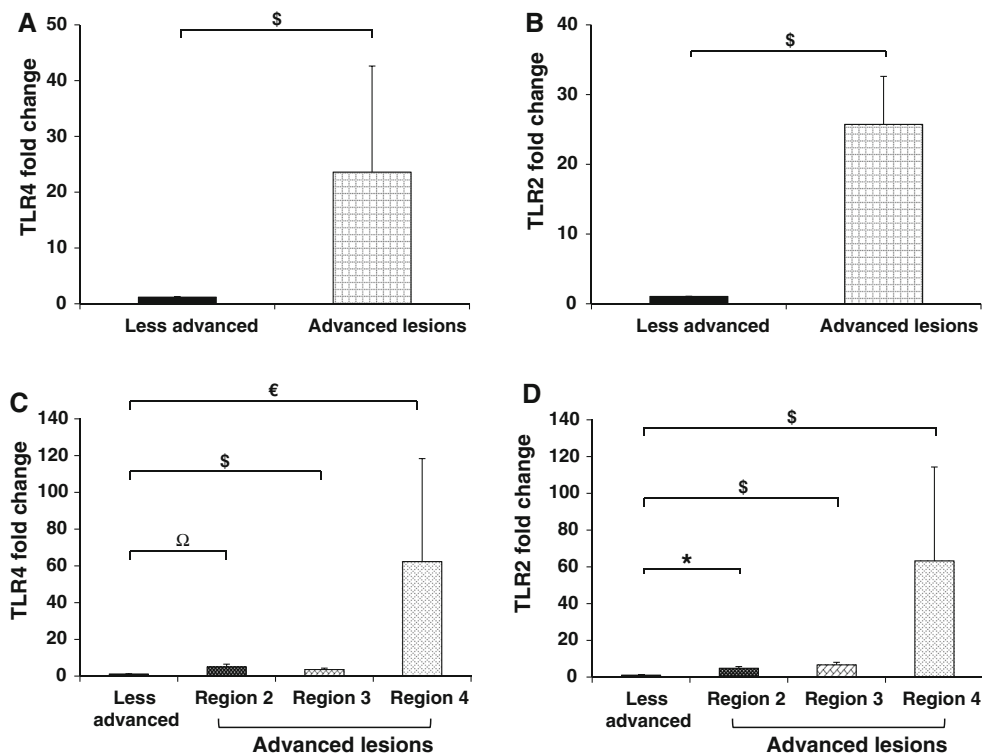 A
TLR4 fold change
50
40
30
20
10
0
$
Less advanced
Advanced lesions
B
TLR2 fold change
40
30
20
10
0
$
Less advanced
Advanced lesions
C
TLR4 fold change
140
120
100
80
60
40
20
0
€
$
Ω
Less
advanced
Region 2
Region 3
Region 4
Advanced lesions
D
TLR2 fold change
140
120
100
80
60
40
20
0
$
$
*
Less
advanced
Region 2
Region 3
Region 4
Advanced lesions